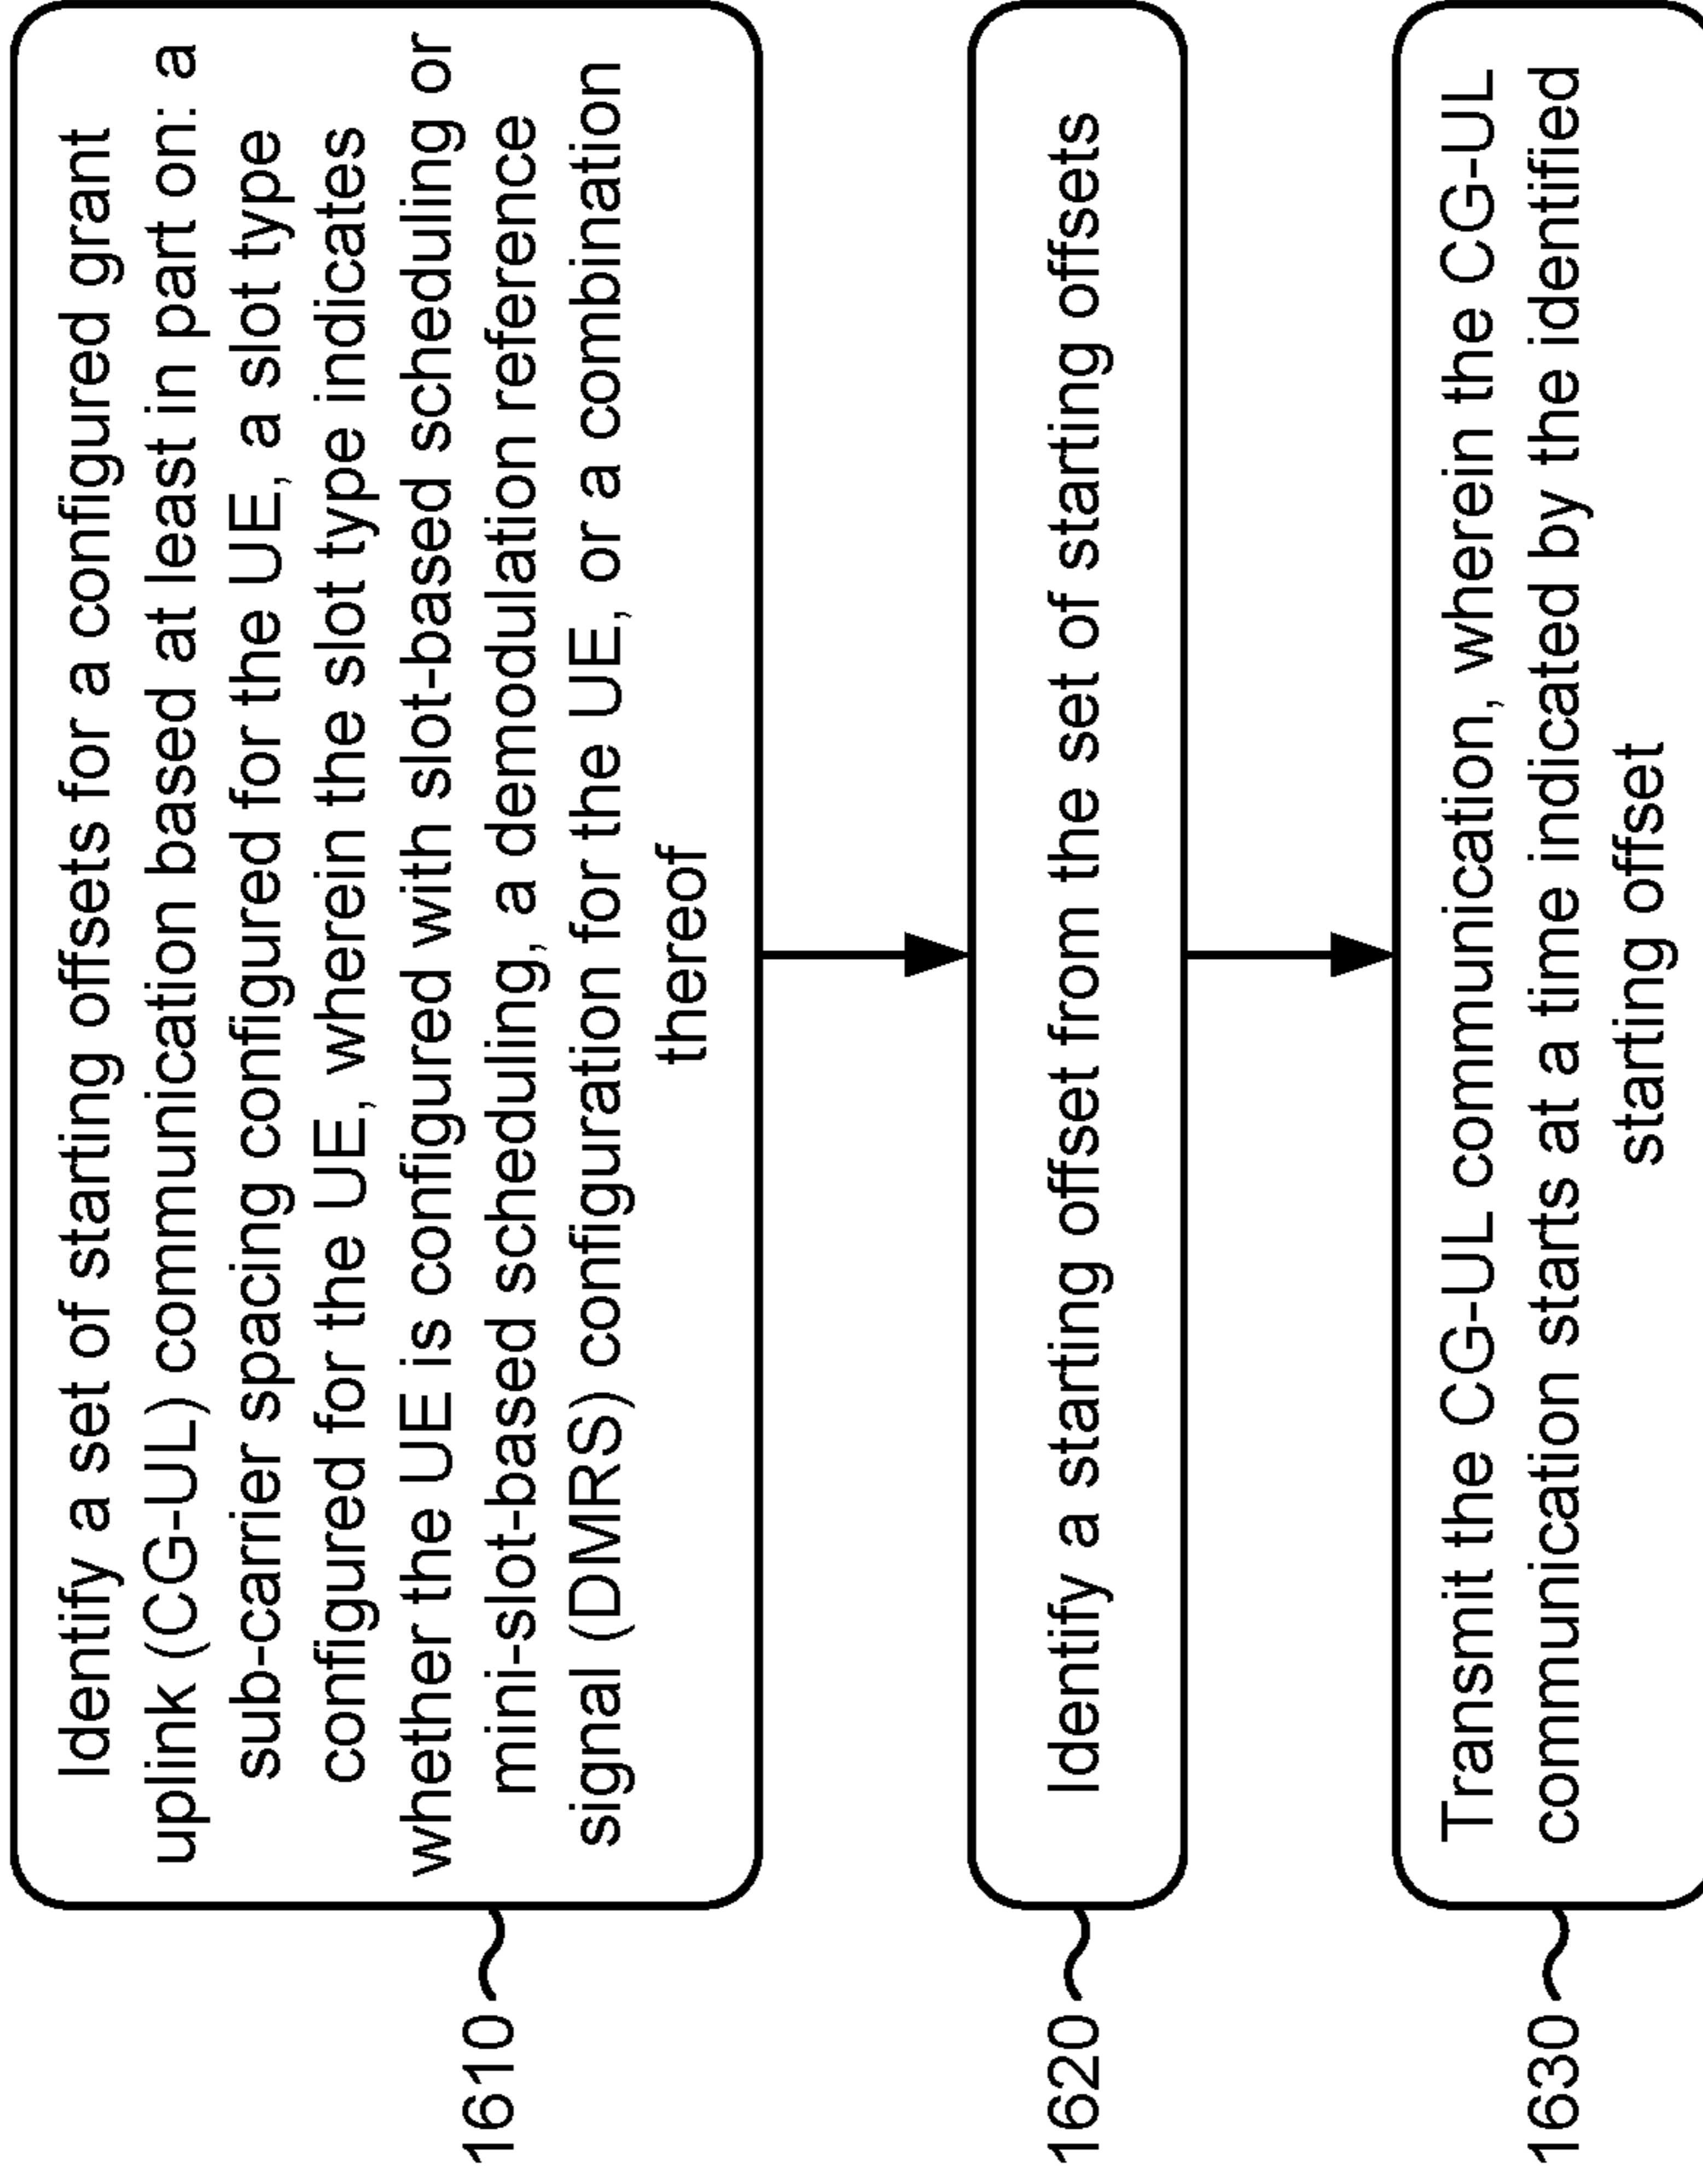 1610
Identify a set of starting offsets for a configured grant
uplink (CG-UL) communication based at least in part on: a
sub-carrier spacing configured for the UE, a slot type
configured for the UE, wherein the slot type indicates
whether the UE is configured with slot-based scheduling or
mini-slot-based scheduling, a demodulation reference
signal (DMRS) configuration for the UE, or a combination
thereof
1620
Identify a starting offset from the set of starting offsets
1630
Transmit the CG-UL communication, wherein the CG-UL
communication starts at a time indicated by the identified
starting offset